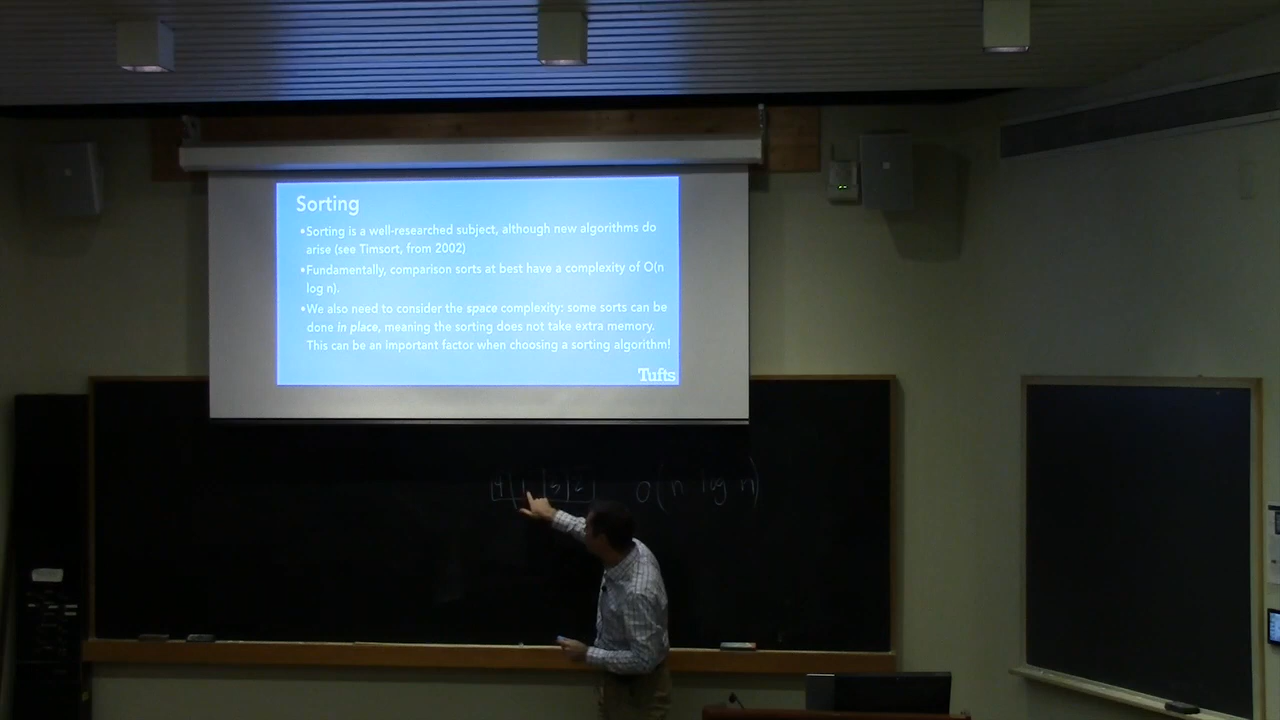 Sorting
•Sorting is a well-researched subject, although new algorithms do
arise (see Timsort, from 2002)
•Fundamentally, comparison sorts at best have a complexity of O(n
log n).
•We also need to consider the space complexity: some sorts can be
done in place, meaning the sorting does not take extra memory.
This can be an important factor when choosing a sorting algorithm!
Tufts
O(n log n)